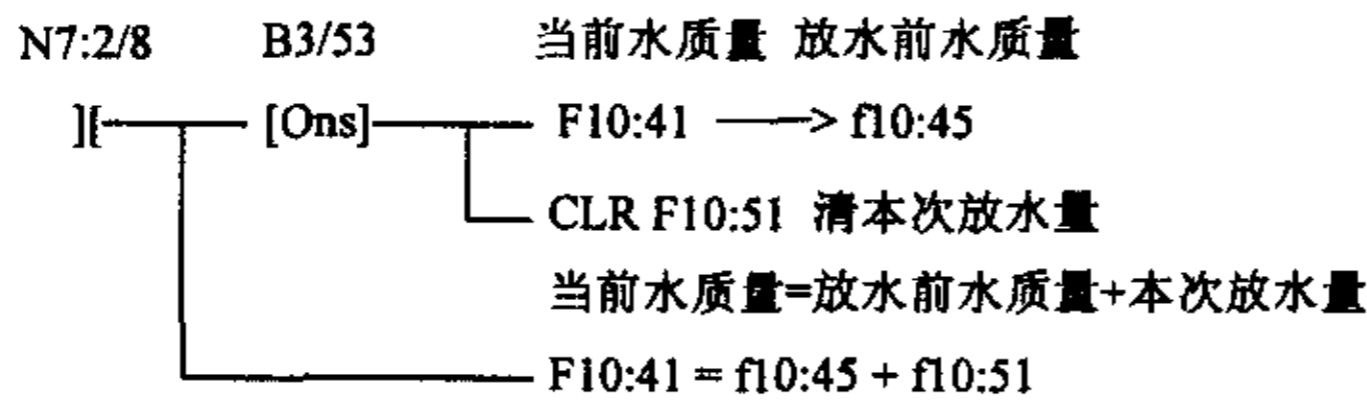 N7:2/8 B3/53 当前水质量 放水前水质量
][ [Ons] F10:41 —> f10:45
CLR F10:51 清本次放水量
当前水质量=放水前水质量+本次放水量
F10:41 = f10:45 + f10:51